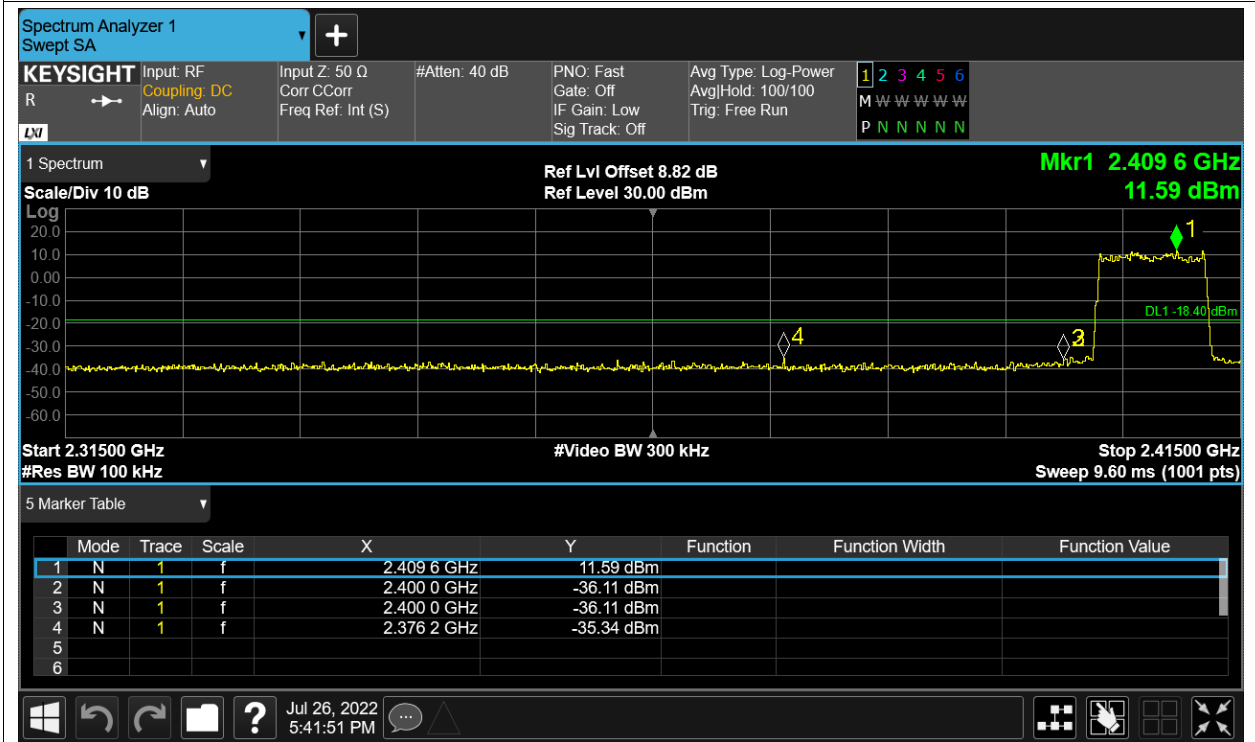 Spectrum Analyzer 1
Swept SA
KEYSIGHT
R
LXI
Input: RF
Coupling: DC
Align: Auto
Input Z: 50 Ω
Corr CCorr
Freq Ref: Int (S)
#Atten: 40 dB
PNO: Fast
Gate: Off
IF Gain: Low
Sig Track: Off
Avg Type: Log-Power
Avg|Hold: 100/100
Trig: Free Run
1 2 3 4 5 6
M W W W W W
P N N N N N
1 Spectrum
Scale/Div 10 dB
Ref Lvl Offset 8.82 dB
Ref Level 30.00 dBm
Mkr1 2.409 6 GHz
11.59 dBm
Log
20.0
10.0
0.00
-10.0
-20.0
-30.0
-40.0
-50.0
-60.0
1
DL1 -18.40 dBm
4
3
Start 2.31500 GHz
#Res BW 100 kHz
#Video BW 300 kHz
Stop 2.41500 GHz
Sweep 9.60 ms (1001 pts)
5 Marker Table
Mode Trace Scale X Y Function Function Width Function Value
1 N 1 f 2.409 6 GHz 11.59 dBm
2 N 1 f 2.400 0 GHz -36.11 dBm
3 N 1 f 2.400 0 GHz -36.11 dBm
4 N 1 f 2.376 2 GHz -35.34 dBm
5
6
?
Jul 26, 2022
5:41:51 PM